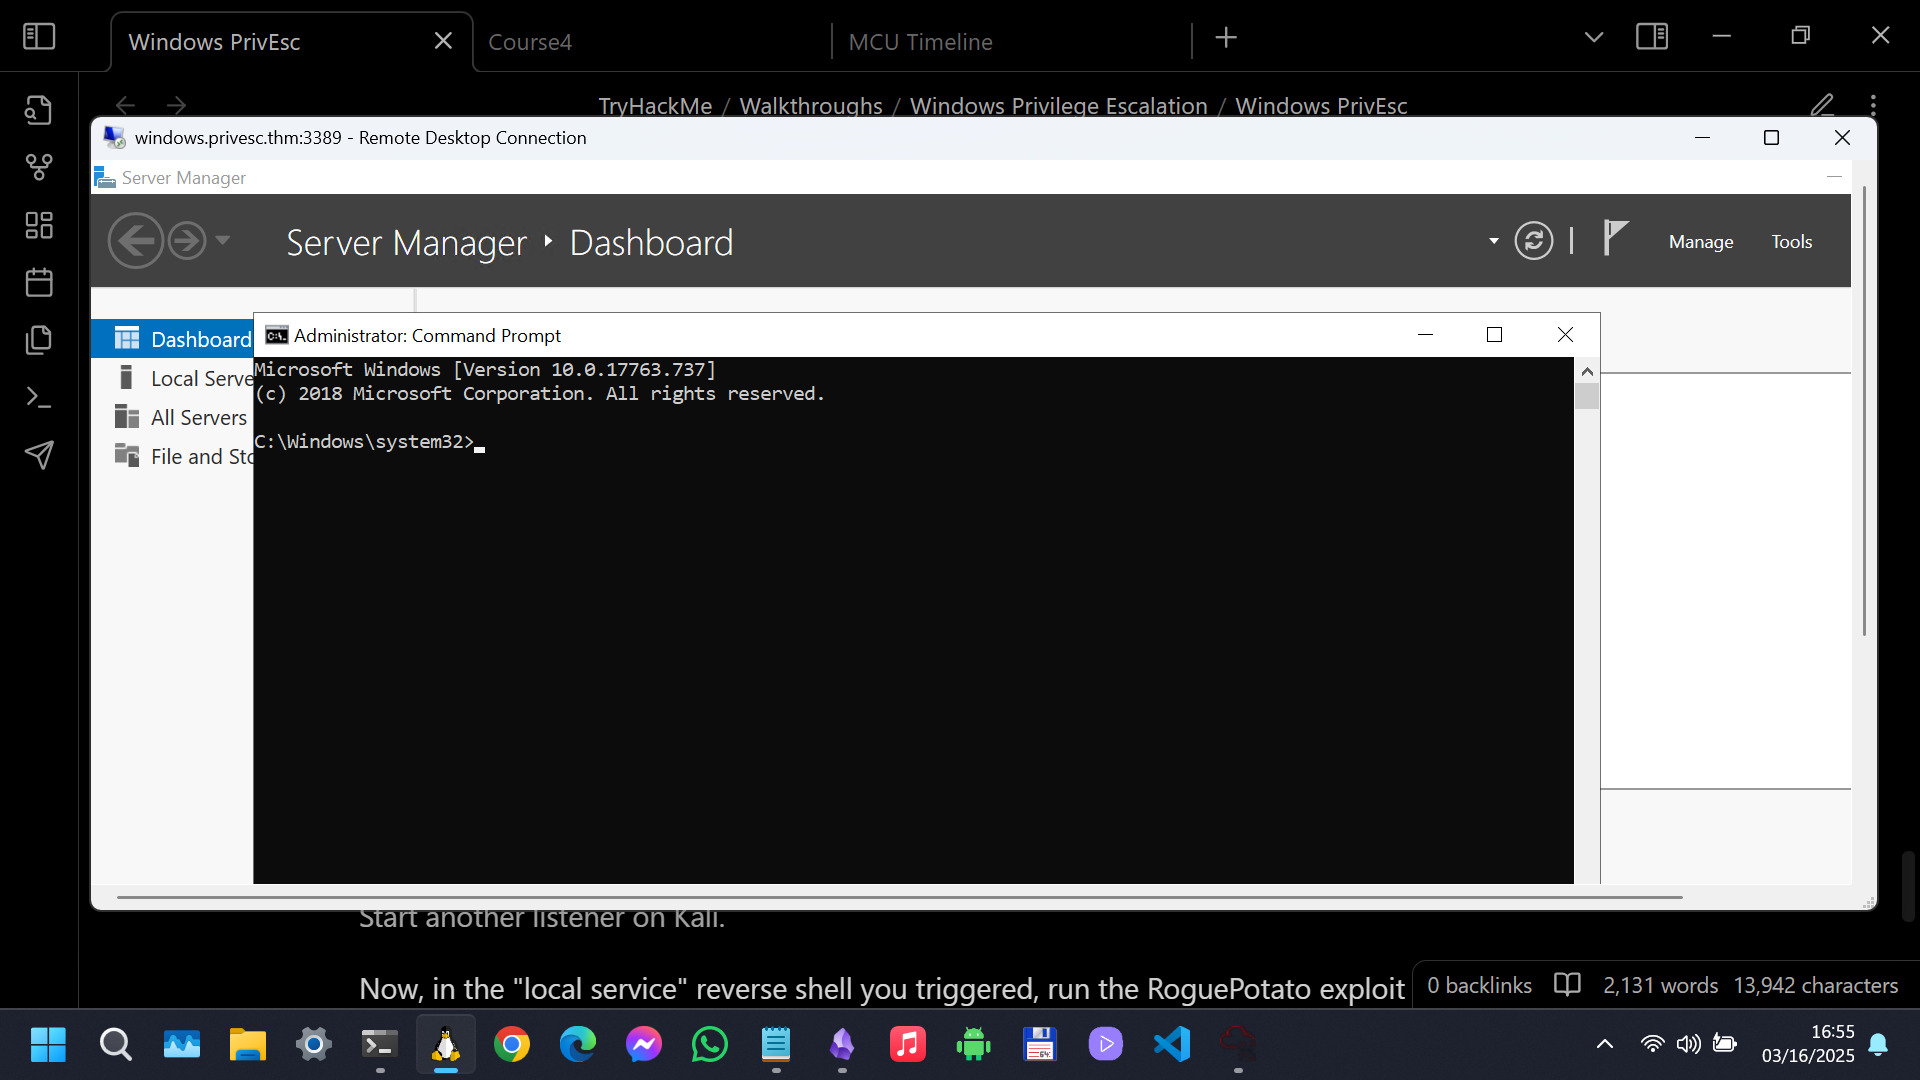 Windows PrivEsc
Course4
MCU Timeline
TryHackMe / Walkthroughs / Windows Privilege Escalation / Windows PrivEsc
windows.privesc.thm:3389 - Remote Desktop Connection
Server Manager
Server Manager Dashboard
Manage
Tools
Dashboard
Local Serve
All Servers
File and Sto
Administrator: Command Prompt
Microsoft Windows [Version 10.0.17763.737]
(c) 2018 Microsoft Corporation. All rights reserved.
C:\Windows\system32>
Start another listener on Kali.
Now, in the "local service" reverse shell you triggered, run the RoguePotato exploit
0 backlinks
2,131 words
13,942 characters
64:
16:55
03/16/2025